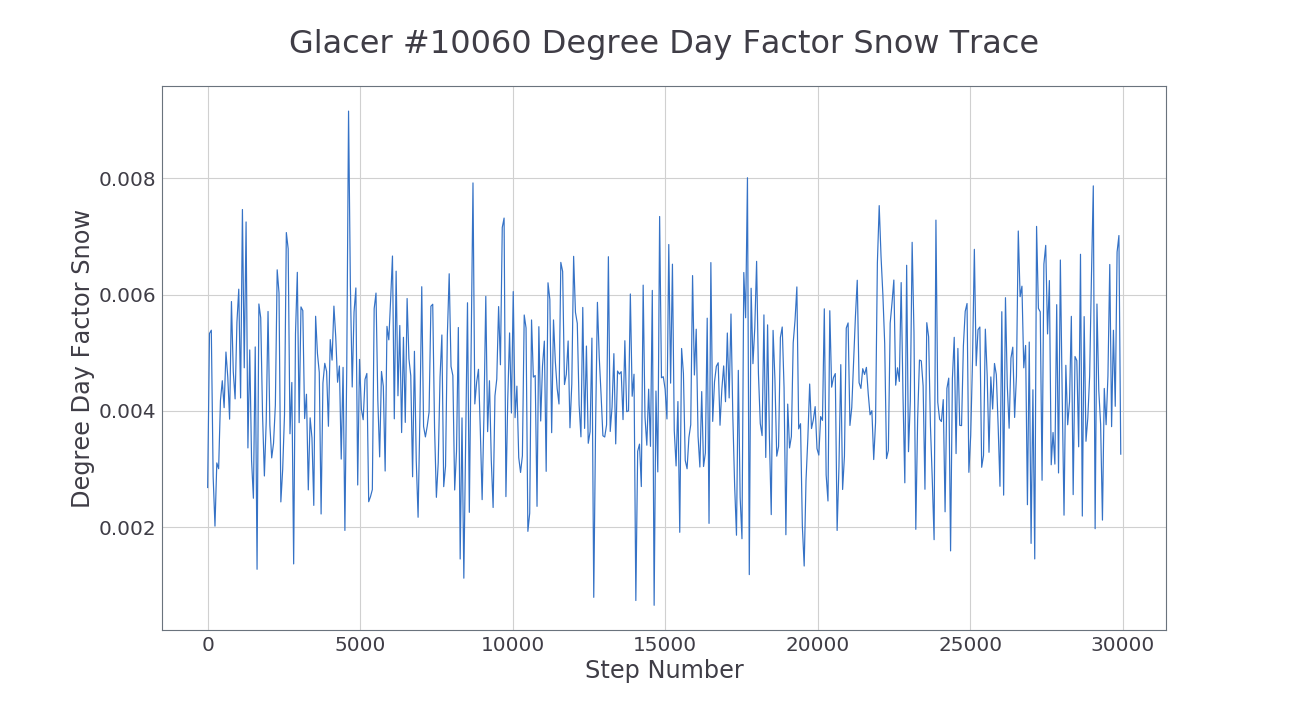 Glacer #10060 Degree Day Factor Snow Trace
Degree Day Factor Snow
0.008
0.006
0.004
0.002
0 5000 10000 15000 20000 25000 30000
Step Number